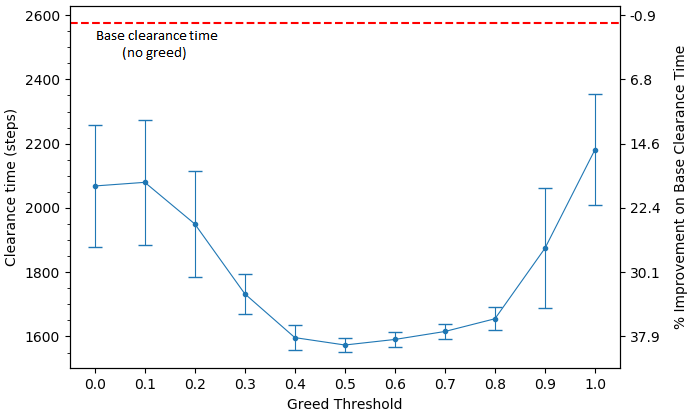 2600
2400
2200
2000
1800
1600
Clearance time (steps)
Base clearance time
(no greed)
-0.9
6.8
14.6
22.4
30.1
37.9
% Improvement on Base Clearance Time
0.0 0.1 0.2 0.3 0.4 0.5 0.6 0.7 0.8 0.9 1.0
Greed Threshold